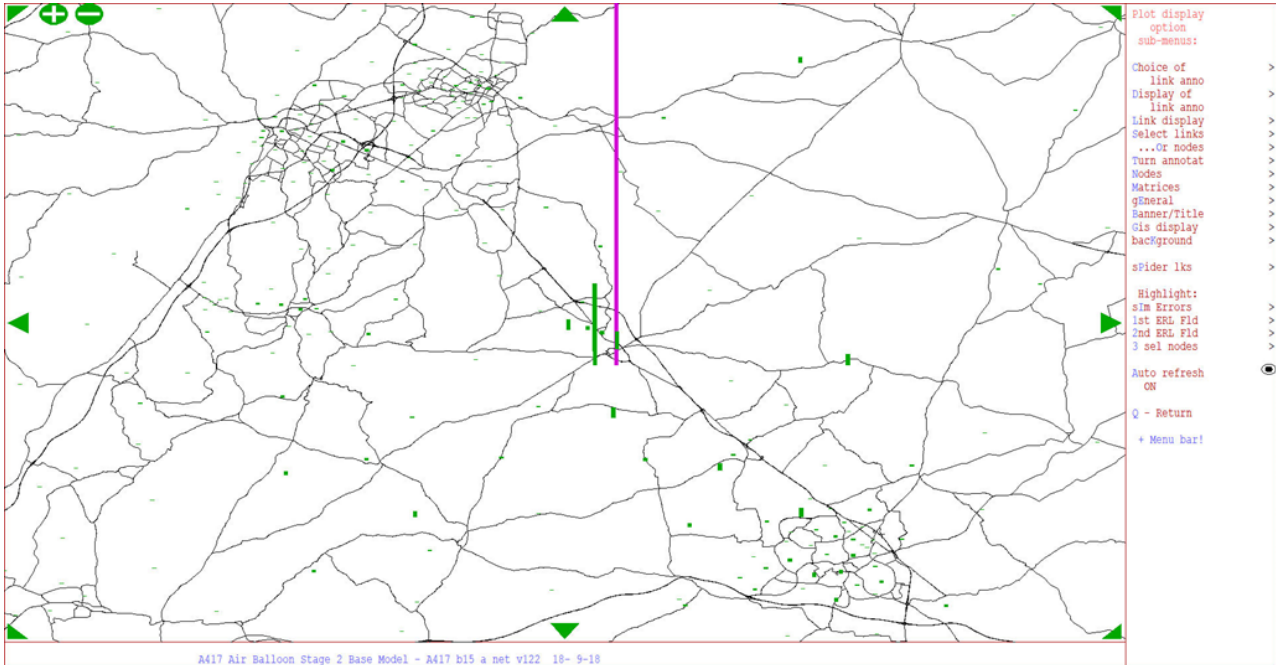 Plot display
option
sub-menus:
Choice of >
link anno
Display of >
link anno
Link display >
Select links >
...Or nodes >
Turn annotat >
Nodes >
Matrices >
gEneral >
Banner/Title >
Gis display >
bacKground >
sPider lks >
Highlight:
sIm Errors >
1st ERL Fld >
2nd ERL Fld >
3 sel nodes >
Auto refresh
ON
Q - Return
+ Menu bar!
A417 Air Balloon Stage 2 Base Model - A417 b15 a net v122 18- 9-18